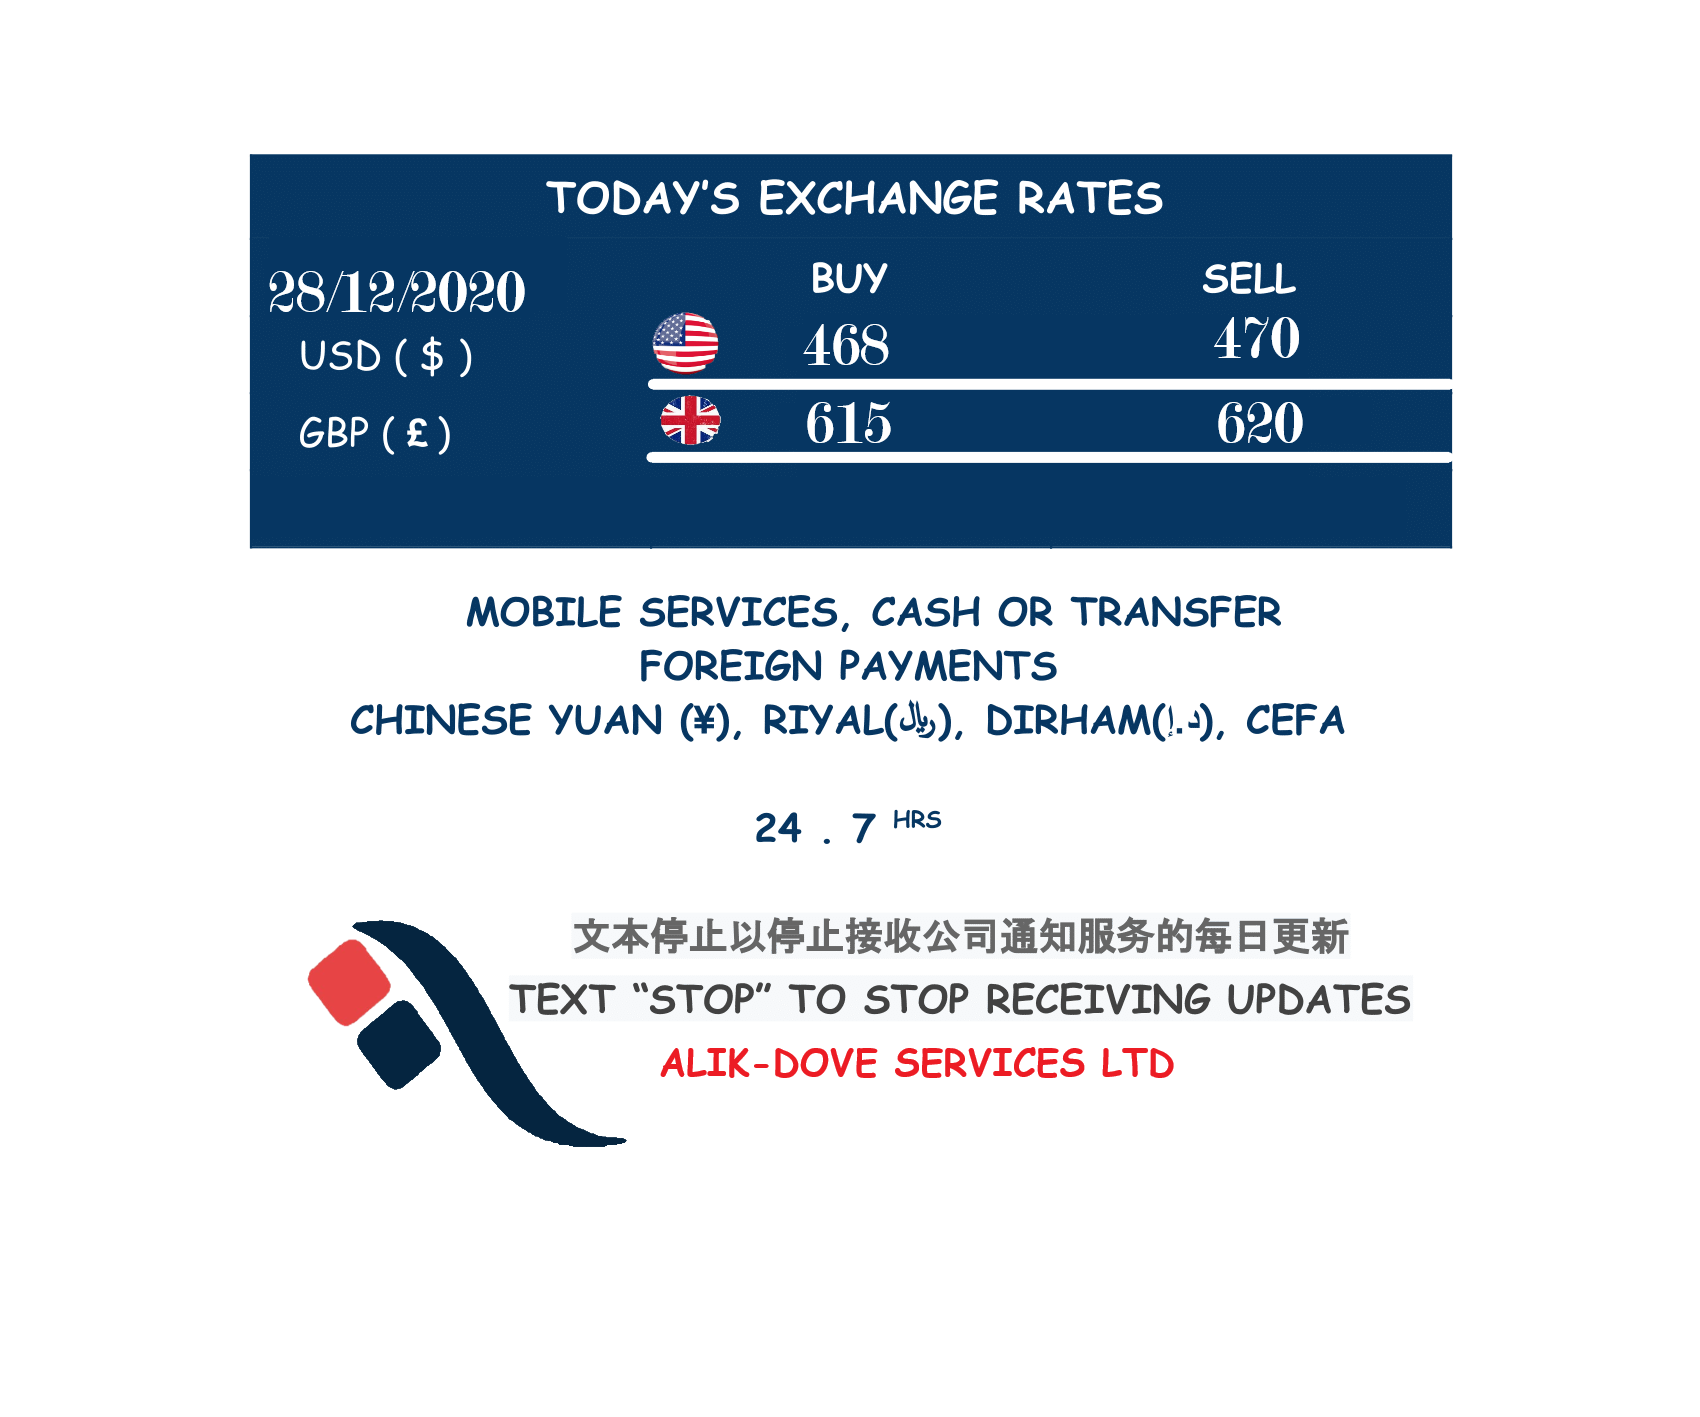 TODAY'S EXCHANGE RATES
BUY SELL
28/12/2020
USD ( $ ) 468 470
GBP ( £ ) 615 620
MOBILE SERVICES, CASH OR TRANSFER
FOREIGN PAYMENTS
CHINESE YUAN (¥), RIYAL(ريال), DIRHAM(د.إ), CEFA
24 . 7 HRS
文本停止以停止接收公司通知服务的每日更新
TEXT “STOP” TO STOP RECEIVING UPDATES
ALIK-DOVE SERVICES LTD